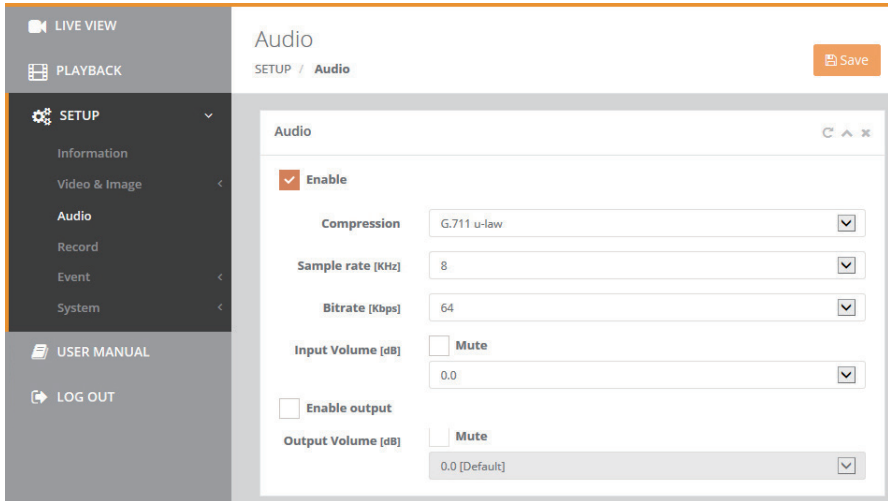 LIVE VIEW
PLAYBACK
SETUP
Information
Video & Image
Audio
Record
Event
System
USER MANUAL
LOG OUT
Audio
SETUP / Audio
Save
Audio
Enable
Compression G.711 u-law
Sample rate [KHz] 8
Bitrate [Kbps] 64
Input Volume [dB] Mute
0.0
Enable output
Output Volume [dB] Mute
0.0 [Default]